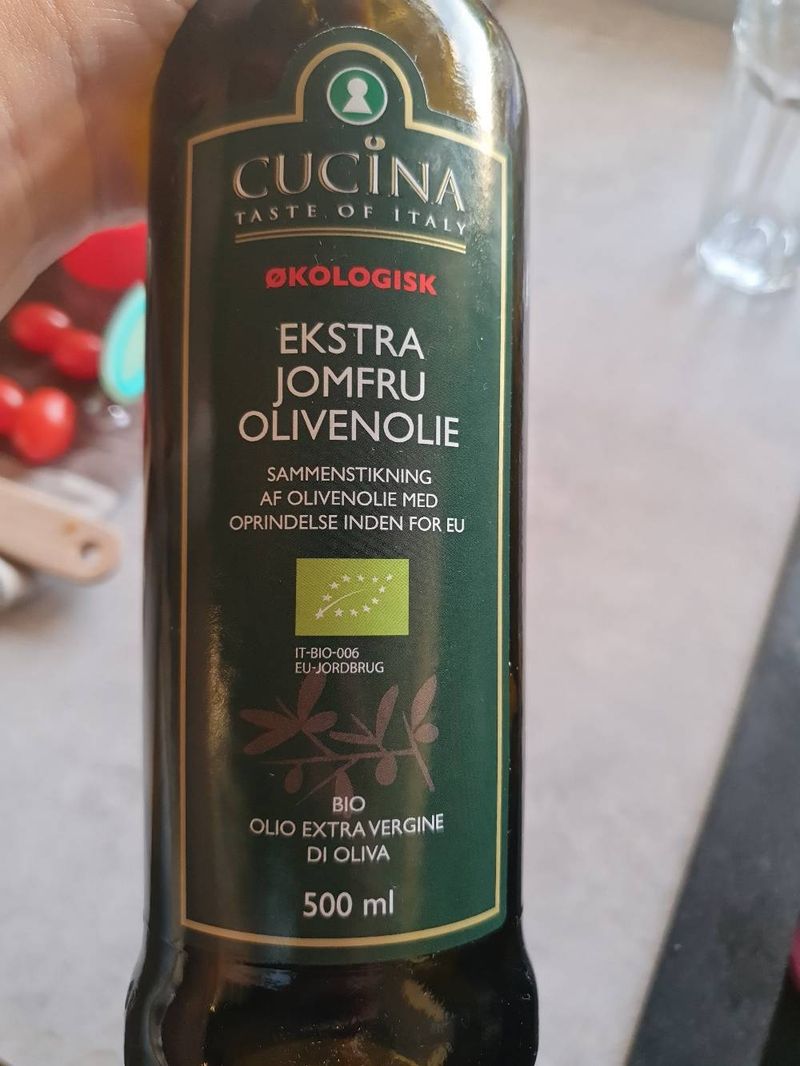 CUCINA
TASTE OF ITALY
ØKOLOGISK
EKSTRA
JOMFRU
OLIVENOLIE
SAMMENSTIKNING
AF OLIVENOLIE MED
OPRINDELSE INDEN FOR EU
IT-BIO-006
EU-JORDBRUG
BIO
OLIO EXTRA VERGINE
DI OLIVA
500 ml